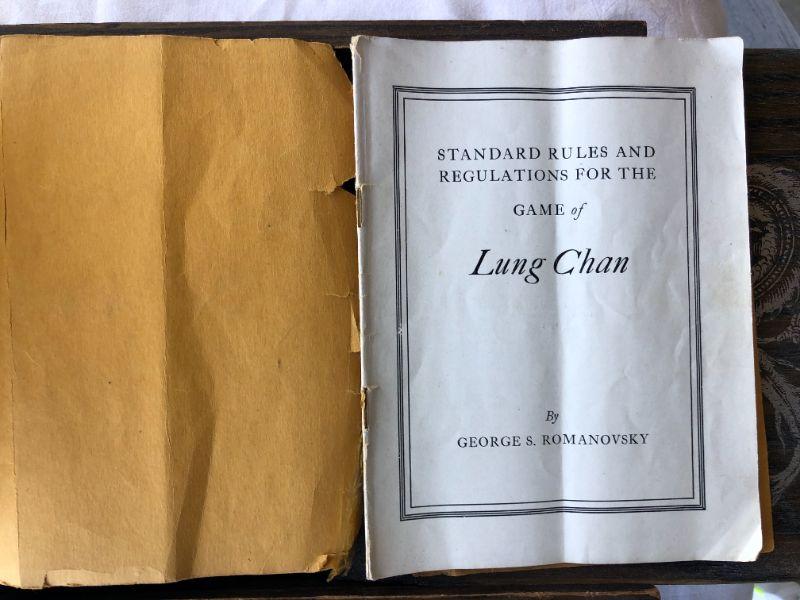 STANDARD RULES AND
REGULATIONS FOR THE
GAME of
Lung Chan
By
GEORGE S. ROMANOVSKY